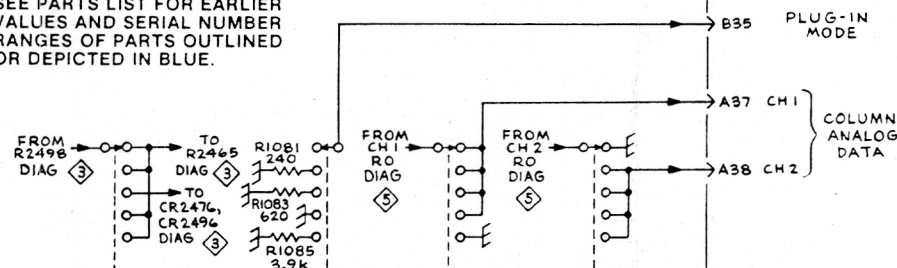 SEE PARTS LIST FOR EARLIER
VALUES AND SERIAL NUMBER
RANGES OF PARTS OUTLINED
OR DEPICTED IN BLUE.
B35
PLUG-IN
MODE
A37 CH 1
COLUMN
ANALOG
DATA
A38 CH 2
FROM
R2498
DIAG 3
TO
R2465
DIAG 3
TO
CR2476,
CR2496
DIAG 3
R1081
240
R1083
620
R1085
3.9k
FROM
CH 1
RO
DIAG
5
FROM
CH 2
RO
DIAG
5